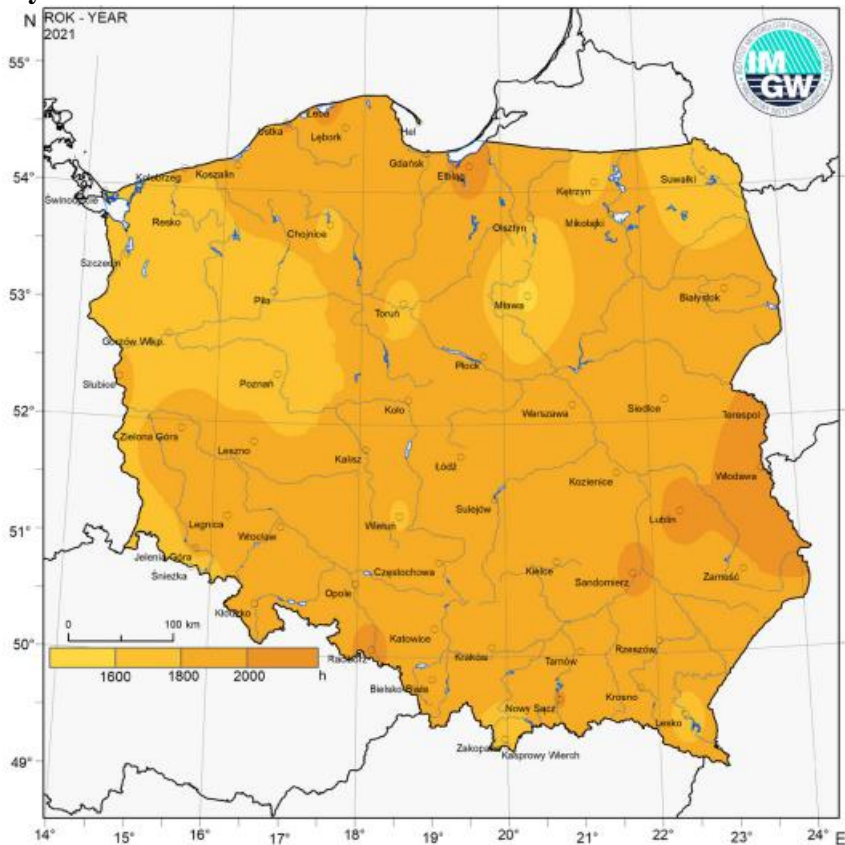 N
ROK - YEAR
2021
IMGW
55°
54°
53°
52°
51°
50°
49°
Łeba
Ustka
Lębork
Hel
Gdańsk
Elbląg
Koszalin
Kołobrzeg
Świnoujście
Resko
Chojnice
Szczecin
Kętrzyn
Suwałki
Olsztyn
Mikołajki
Piła
Toruń
Mława
Białystok
Gorzów Wlkp.
Słubice
Poznań
Płock
Koło
Warszawa
Siedlce
Terespol
Zielona Góra
Leszno
Kalisz
Łódź
Włodawa
Kozienice
Sulejów
Lublin
Legnica
Wrocław
Wieluń
Jelenia Góra
Śnieżka
Częstochowa
Kielce
Sandomierz
Zamość
Opole
Kłodzko
0 100 km
Katowice
Kraków
Tarnów
Rzeszów
Racibórz
1600 1800 2000 h
Bielsko-Biała
Nowy Sącz
Krosno
Lesko
Zakopane
Kasprowy Wierch
14° 15° 16° 17° 18° 19° 20° 21° 22° 23° 24° E